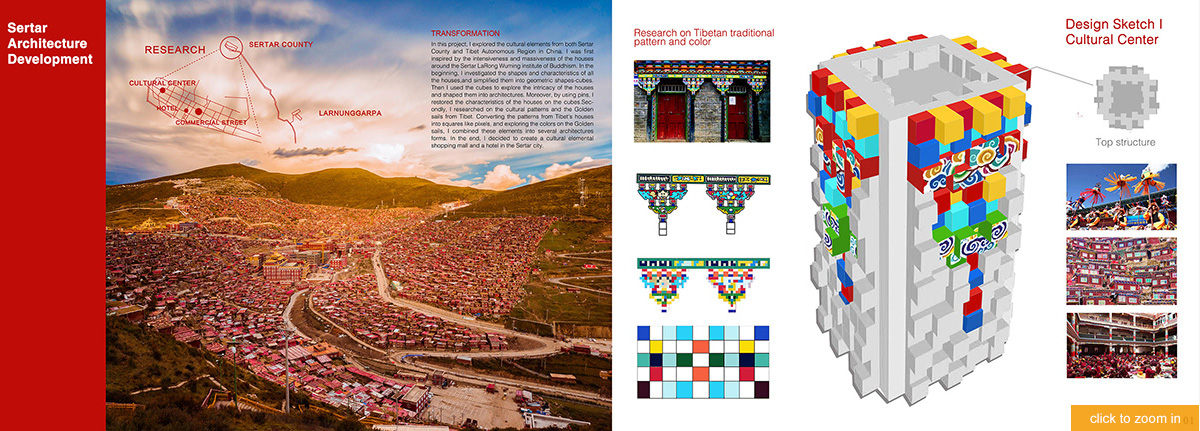 Sertar
Architecture
Development
RESEARCH
SERTAR COUNTY
CULTURAL CENTER
HOTEL
COMMERCIAL STREET
LARNUNGGARPA
TRANSFORMATION
In this project, I explored the cultural elements from both Sertar
County and Tibet Autonomous Region in China. I was first
inspired by the intensiveness and massiveness of the houses
around the Sertar LaRong Wuming institute of Buddhism. In the
beginning, I investigated the shapes and characteristics of all
the houses,and simplified them into geometric shapes-cubes.
Then I used the cubes to explore the intricacy of the houses
and shaped them into architectures. Moreover, by using pins, I
restored the characteristics of the houses on the cubes.Sec-
ondly, I researched on the cultural patterns and the Golden
sails from Tibet. Converting the patterns from Tibet's houses
into squares like pixels, and exploring the colors on the Golden
sails, I combined these elements into several architectures
forms. In the end, I decided to create a cultural elemental
shopping mall and a hotel in the Sertar city.
Research on Tibetan traditional
pattern and color
Design Sketch I
Cultural Center
Top structure
click to zoom in
01